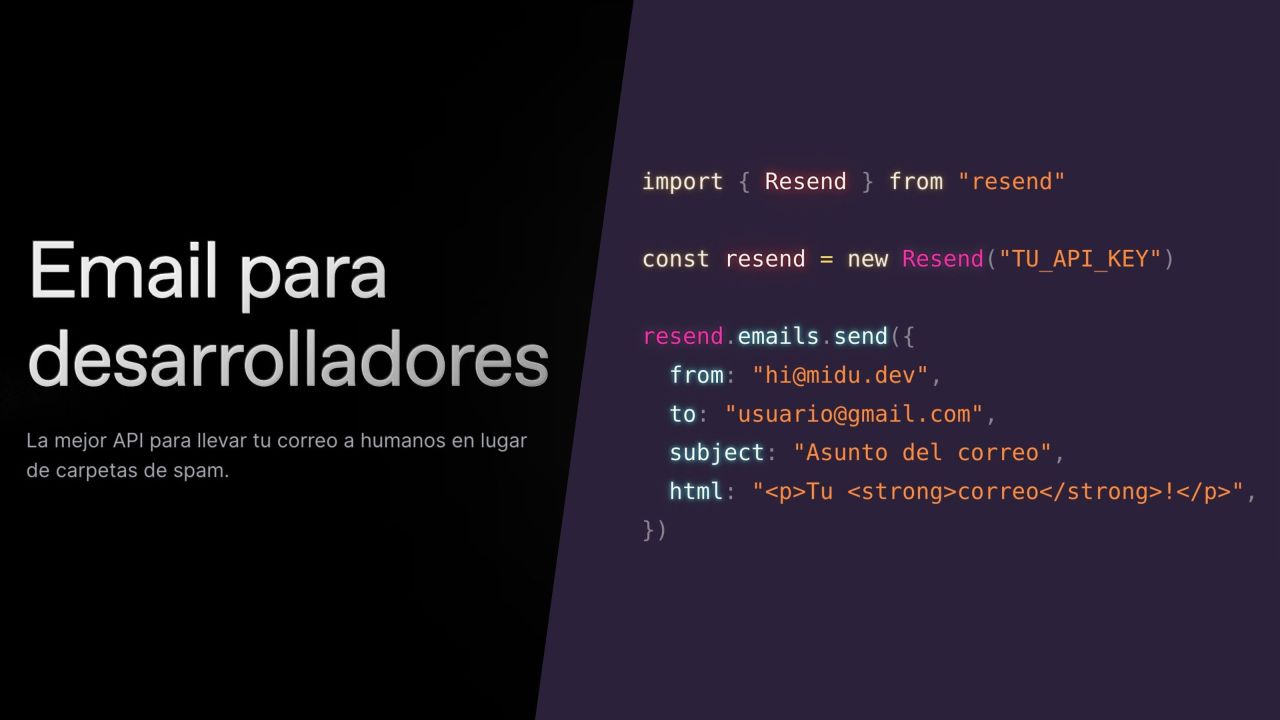 Email para
desarrolladores
La mejor API para llevar tu correo a humanos en lugar
de carpetas de spam.
import { Resend } from "resend"
const resend = new Resend("TU_API_KEY")
resend.emails.send({
  from: "hi@midu.dev",
  to: "usuario@gmail.com",
  subject: "Asunto del correo",
  html: "<p>Tu <strong>correo</strong>!</p>",
})